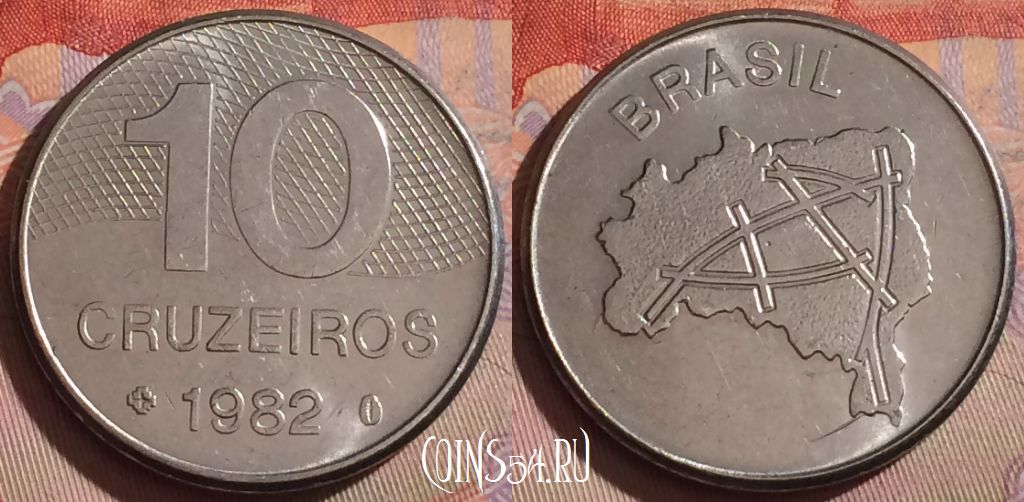 10
CRUZEIROS
1982
BRASIL
COINS54.RU